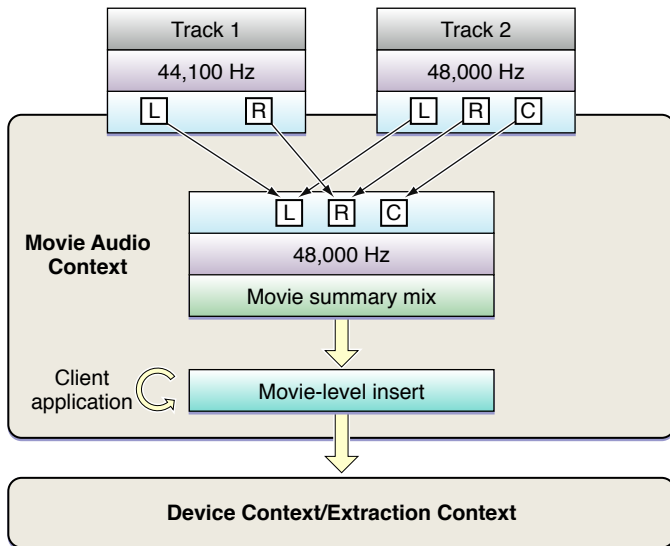 Track 1
Track 2
44,100 Hz
48,000 Hz
L R
L R C
L R C
Movie Audio
Context
48,000 Hz
Movie summary mix
Client
application
Movie-level insert
Device Context/Extraction Context